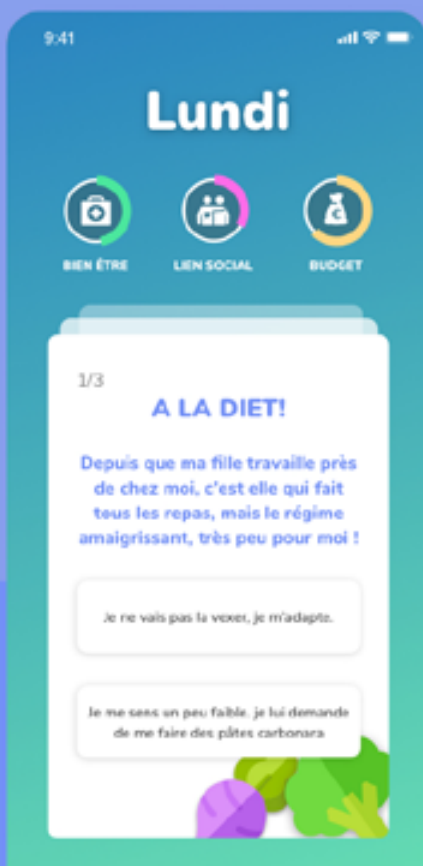 9:41
Lundi
BIEN ÊTRE
LIEN SOCIAL
BUDGET
1/3
A LA DIET!
Depuis que ma fille travaille près
de chez moi, c'est elle qui fait
tous les repas, mais le régime
amaigrissant, très peu pour moi !
Je ne vais pas la vexer, je m'adapte.
Je me sens un peu faible, je lui demande
de me faire des pâtes carbonara